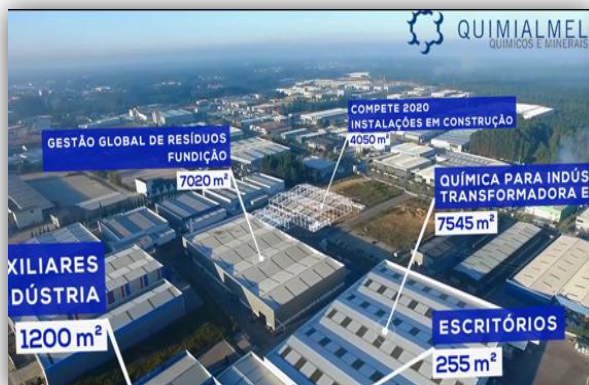 QUIMIALMEL
QUÍMICOS E MINERAIS
COMPETE 2020
INSTALAÇÕES EM CONSTRUÇÃO
4050 m²
GESTÃO GLOBAL DE RESÍDUOS
FUNDIÇÃO
7020 m²
QUÍMICA PARA INDÚS
TRANSFORMADORA E
7545 m²
XILIARES
DÚSTRIA
1200 m²
ESCRITÓRIOS
255 m²